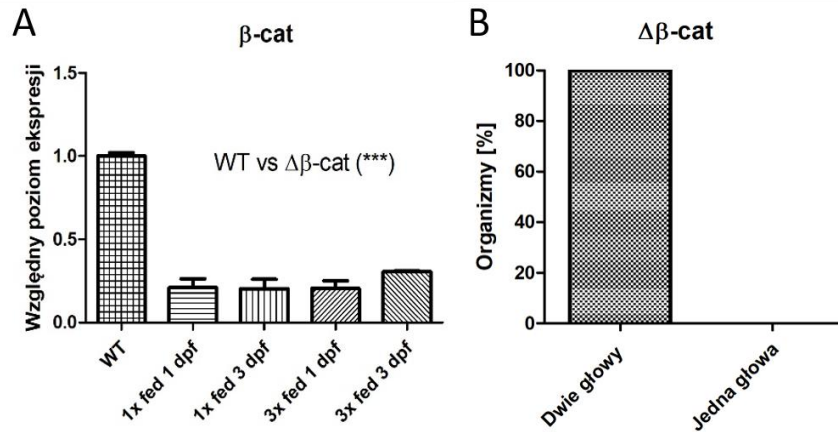 A
β-cat
Względny poziom ekspresji
1.5
1.0
0.5
0.0
WT vs Δβ-cat (***)
WT
1x fed 1 dpf
1x fed 3 dpf
3x fed 1 dpf
3x fed 3 dpf
B
Δβ-cat
Organizmy [%]
100
80
60
40
20
0
Dwie głowy
Jedna głowa